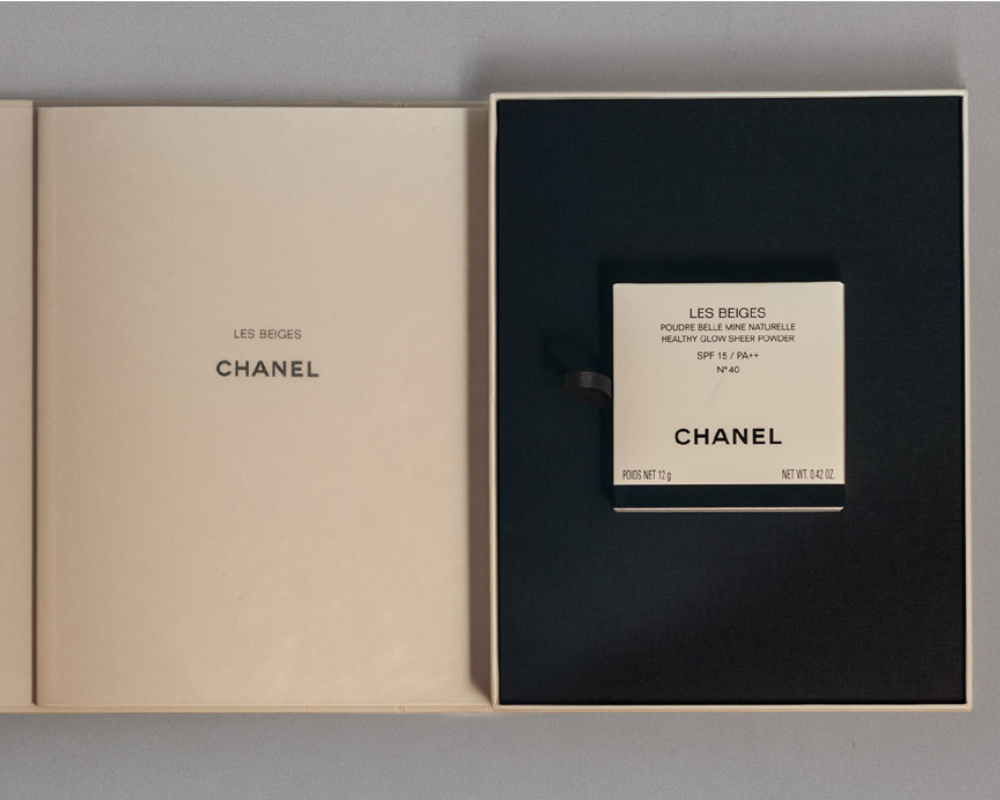 LES BEIGES
CHANEL
LES BEIGES
POUDRE BELLE MINE NATURELLE
HEALTHY GLOW SHEER POWDER
SPF 15 / PA++
N°40
CHANEL
POIDS NET 12 g NET WT. 0.42 OZ.